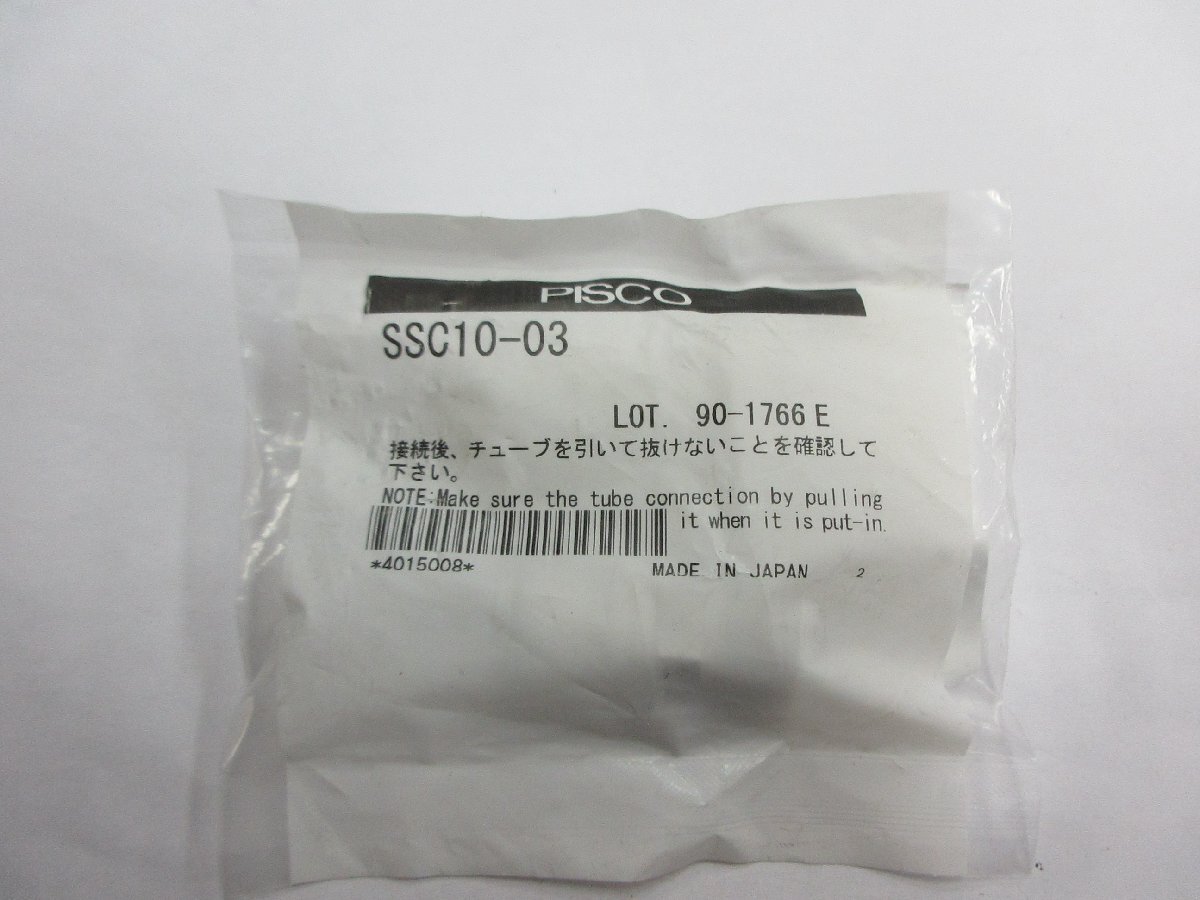 PISCO
SSC10-03
LOT. 90-1766 E
接続後、チューブを引いて抜けないことを確認して
下さい。
NOTE:Make sure the tube connection by pulling
it when it is put-in.
*4015008*
MADE IN JAPAN 2